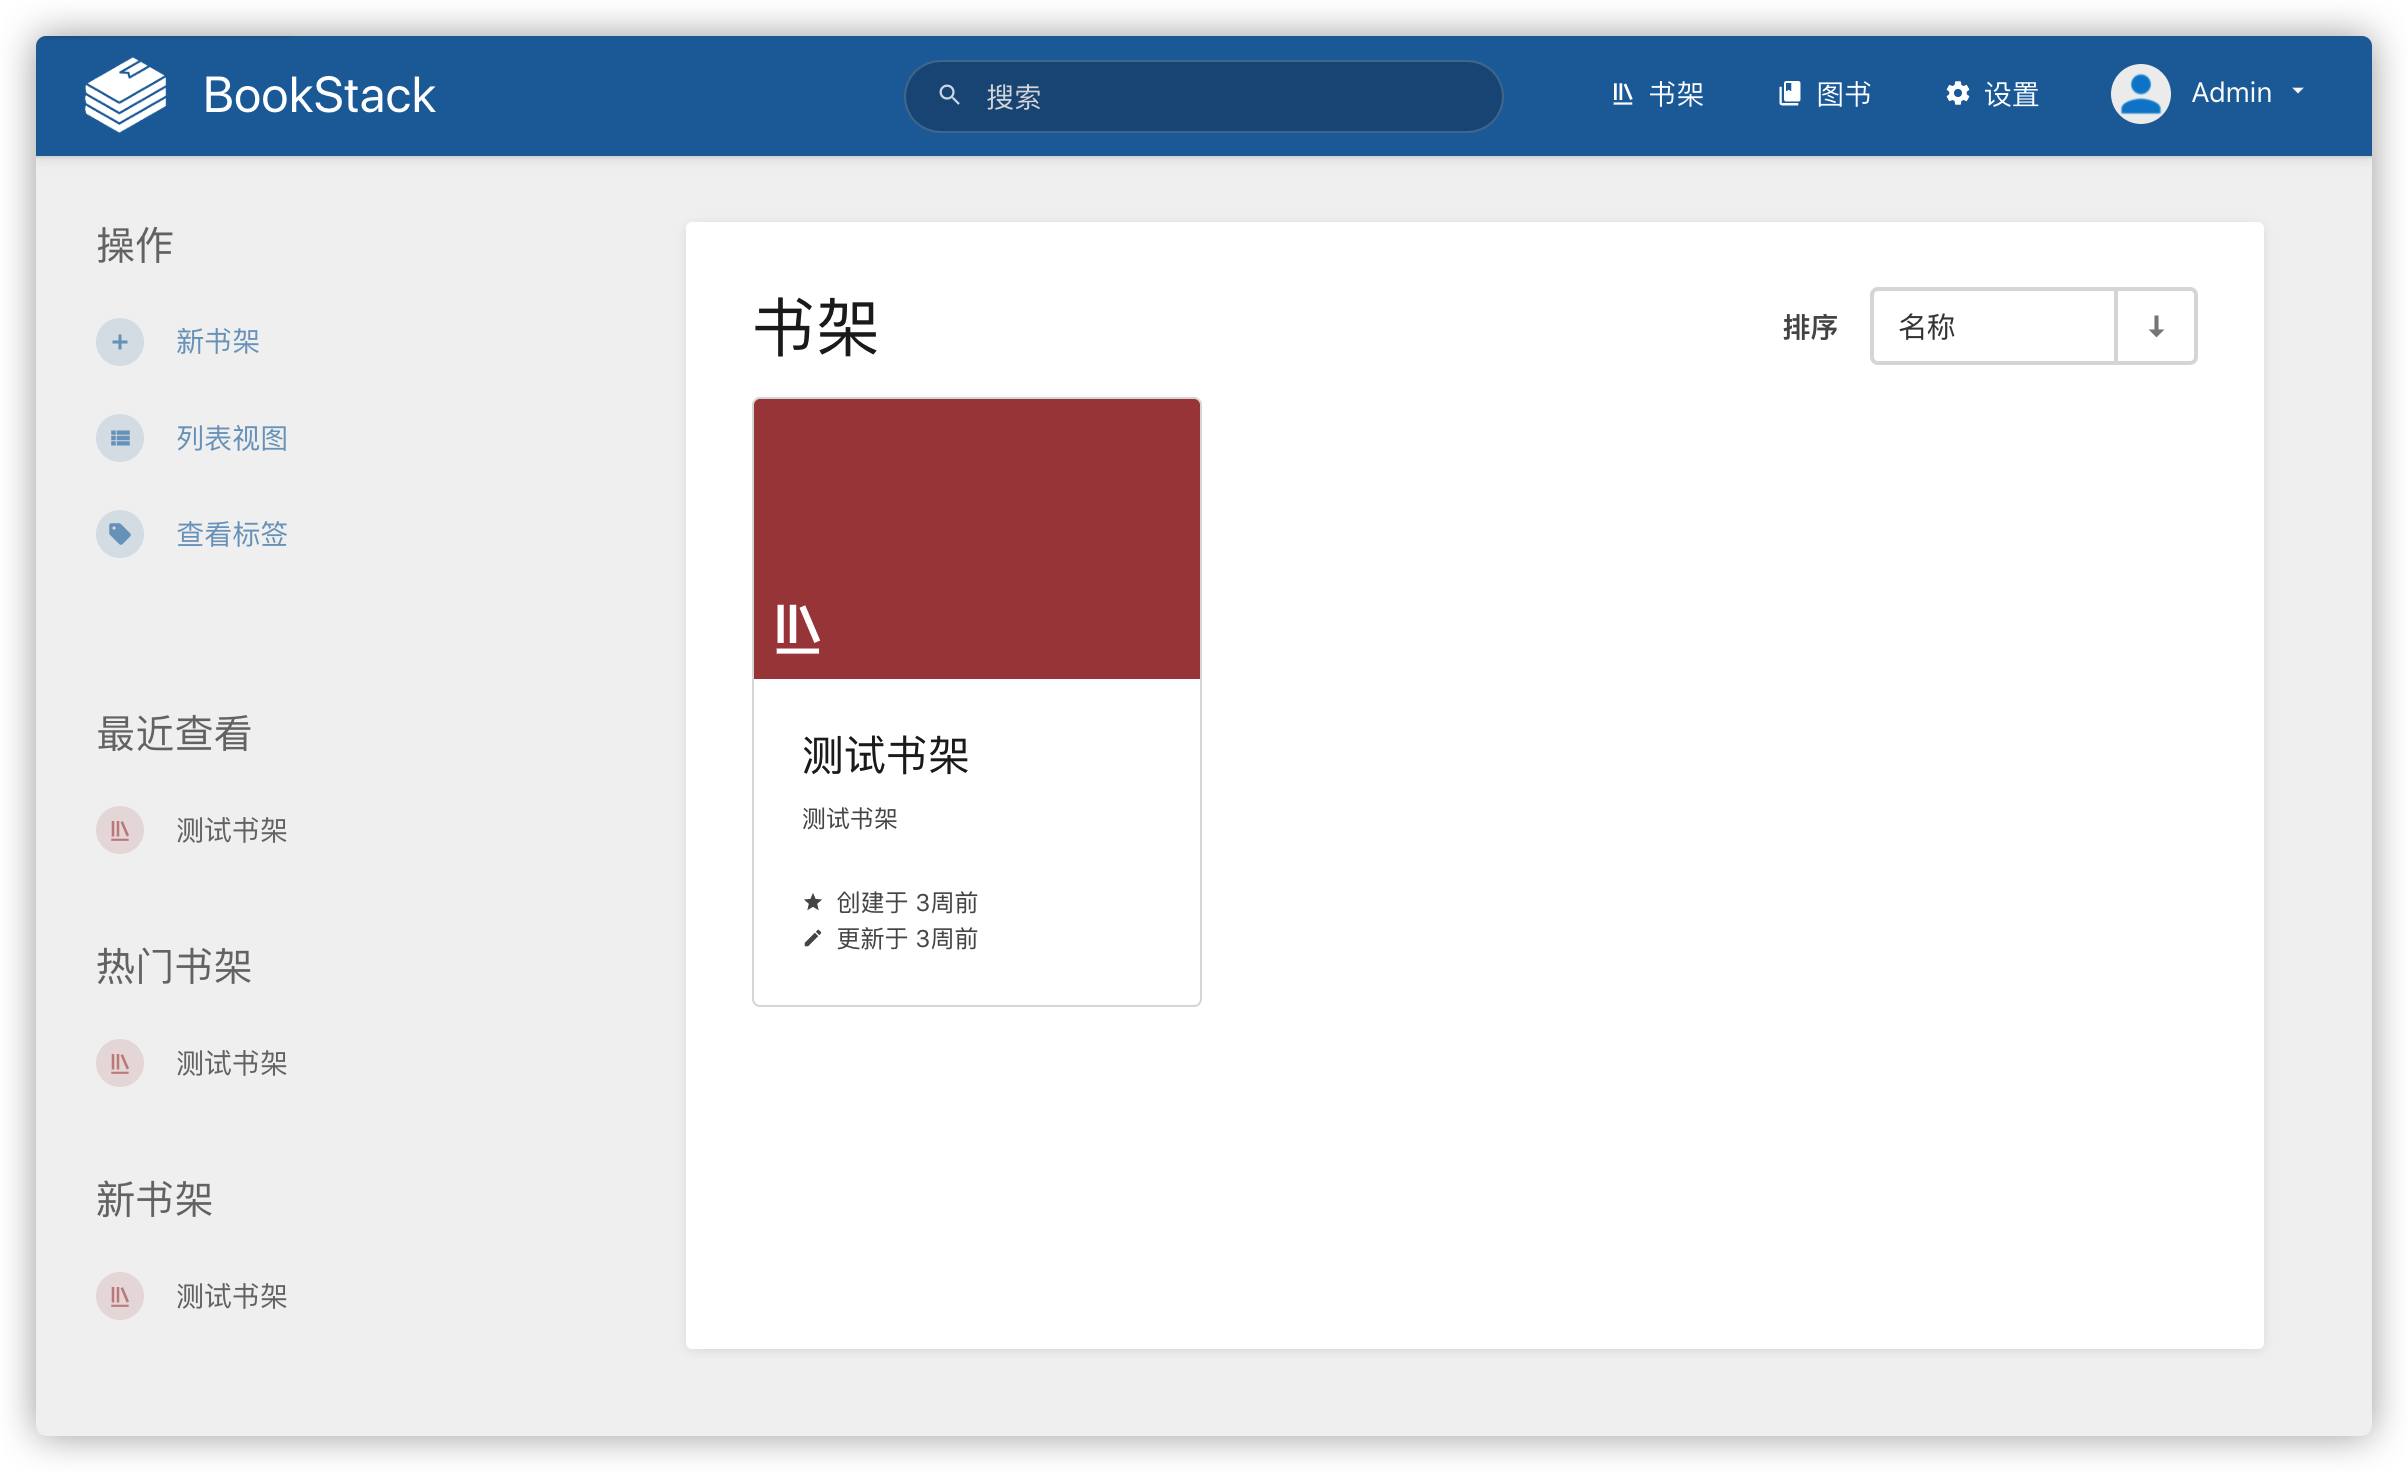 BookStack
搜索
书架
图书
设置
Admin
操作
新书架
列表视图
查看标签
最近查看
测试书架
热门书架
测试书架
新书架
测试书架
书架
排序
名称
测试书架
测试书架
创建于 3周前
更新于 3周前